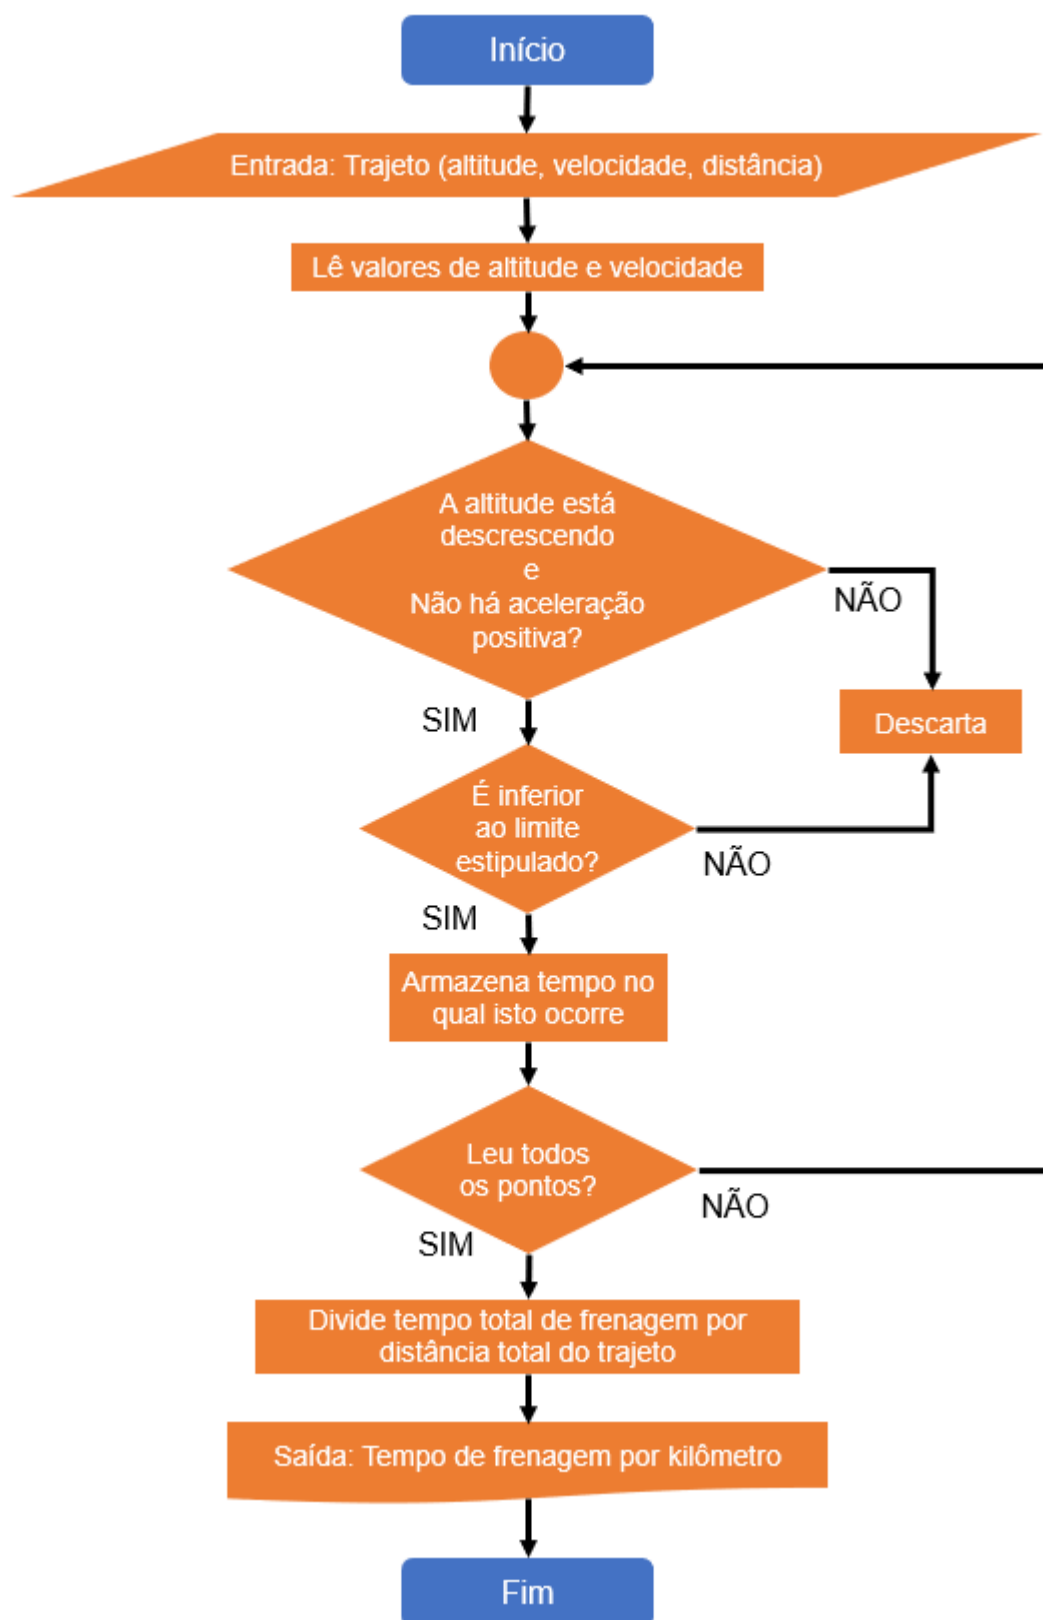 Início
Entrada: Trajeto (altitude, velocidade, distância)
Lê valores de altitude e velocidade
A altitude está
descrescendo
e
Não há aceleração
positiva?
NÃO
SIM
Descarta
É inferior
ao limite
estipulado?
NÃO
SIM
Armazena tempo no
qual isto ocorre
Leu todos
os pontos?
NÃO
SIM
Divide tempo total de frenagem por
distância total do trajeto
Saída: Tempo de frenagem por kilômetro
Fim